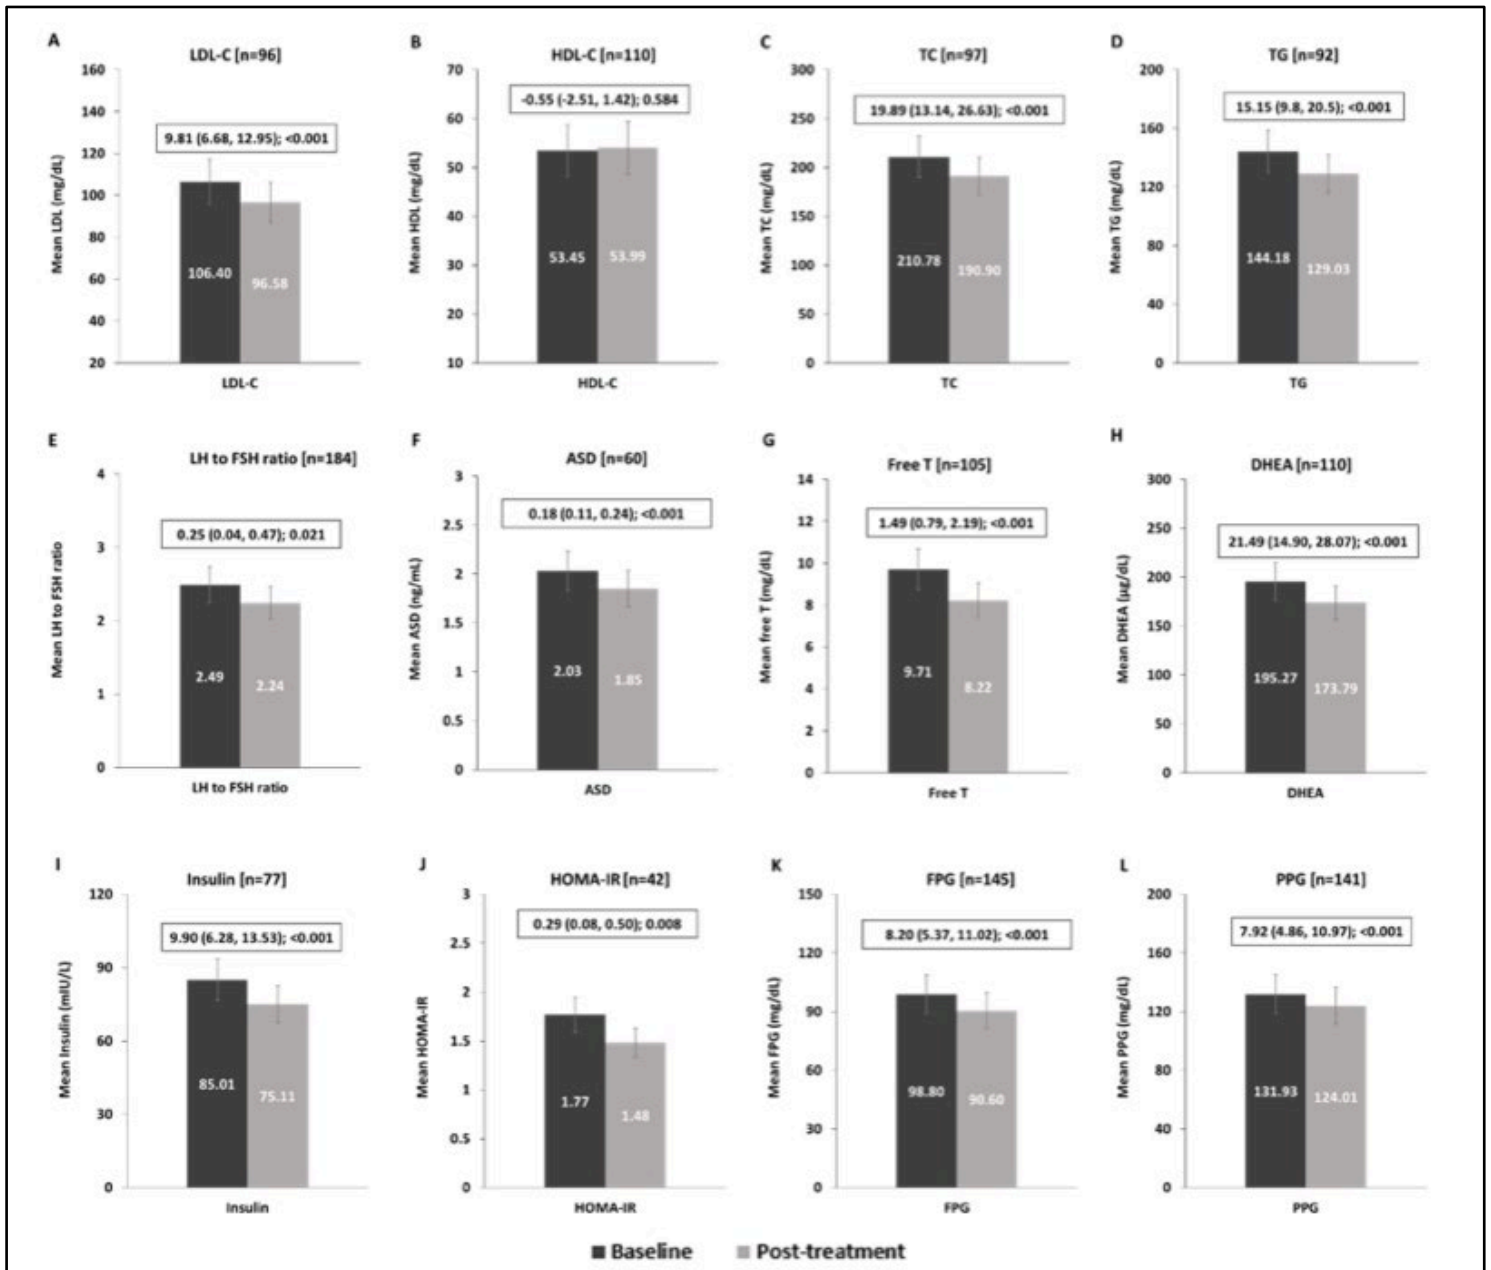 A
LDL-C [n=96]
160
140
120
100
80
60
40
20
Mean LDL (mg/dL)
9.81 (6.68, 12.95); <0.001
106.40
96.58
LDL-C
B
HDL-C [n=110]
70
60
50
40
30
20
10
Mean HDL (mg/dL)
-0.55 (-2.51, 1.42); 0.584
53.45
53.99
HDL-C
C
TC [n=97]
300
250
200
150
100
50
0
Mean TC (mg/dL)
19.89 (13.14, 26.63); <0.001
210.78
190.90
TC
D
TG [n=92]
200
160
120
80
40
0
Mean TG (mg/dL)
15.15 (9.8, 20.5); <0.001
144.18
129.03
TG
E
LH to FSH ratio [n=184]
4
3
2
1
0
Mean LH to FSH ratio
0.25 (0.04, 0.47); 0.021
2.49
2.24
LH to FSH ratio
F
ASD [n=60]
3
2.5
2
1.5
1
0.5
0
Mean ASD (ng/mL)
0.18 (0.11, 0.24); <0.001
2.03
1.85
ASD
G
Free T [n=105]
14
12
10
8
6
4
2
0
Mean free T (mg/dL)
1.49 (0.79, 2.19); <0.001
9.71
8.22
Free T
H
DHEA [n=110]
300
250
200
150
100
50
0
Mean DHEA (µg/dL)
21.49 (14.90, 28.07); <0.001
195.27
173.79
DHEA
I
Insulin [n=77]
120
90
60
30
0
Mean Insulin (mIU/L)
9.90 (6.28, 13.53); <0.001
85.01
75.11
Insulin
J
HOMA-IR [n=42]
3
2.5
2
1.5
1
0.5
0
Mean HOMA-IR
0.29 (0.08, 0.50); 0.008
1.77
1.48
HOMA-IR
K
FPG [n=145]
150
120
90
60
30
0
Mean FPG (mg/dL)
8.20 (5.37, 11.02); <0.001
98.80
90.60
FPG
L
PPG [n=141]
200
160
120
80
40
0
Mean PPG (mg/dL)
7.92 (4.86, 10.97); <0.001
131.93
124.01
PPG
Baseline Post-treatment